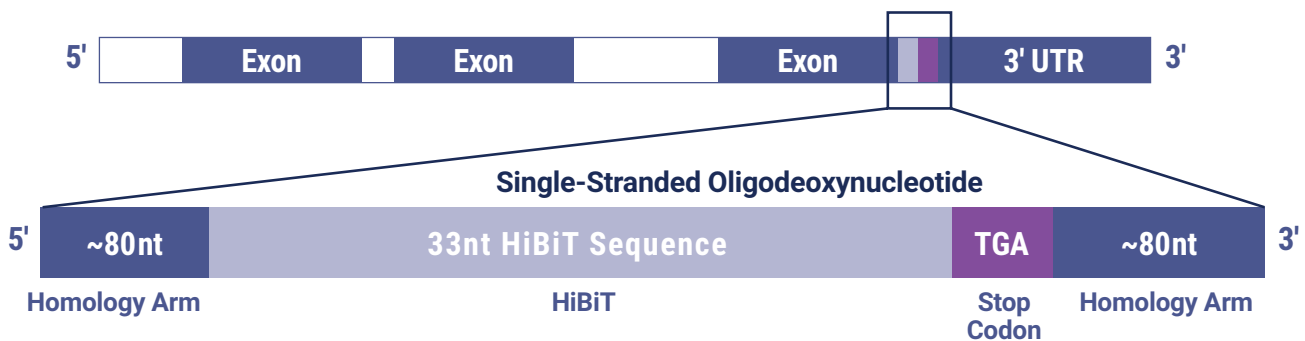 5' Exon Exon Exon 3' UTR 3'
Single-Stranded Oligodeoxynucleotide
5' ~80nt 33nt HiBiT Sequence TGA ~80nt 3'
Homology Arm HiBiT Stop Homology Arm
Codon